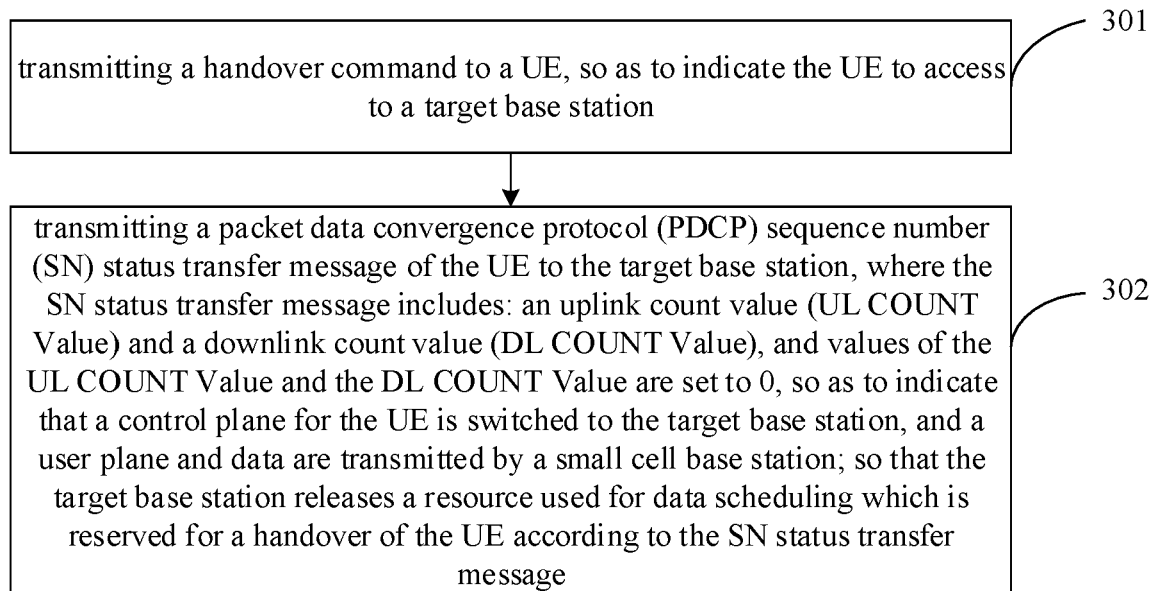 301
transmitting a handover command to a UE, so as to indicate the UE to access
to a target base station
transmitting a packet data convergence protocol (PDCP) sequence number
(SN) status transfer message of the UE to the target base station, where the
SN status transfer message includes: an uplink count value (UL COUNT
Value) and a downlink count value (DL COUNT Value), and values of the
UL COUNT Value and the DL COUNT Value are set to 0, so as to indicate
that a control plane for the UE is switched to the target base station, and a
user plane and data are transmitted by a small cell base station; so that the
target base station releases a resource used for data scheduling which is
reserved for a handover of the UE according to the SN status transfer
message
302